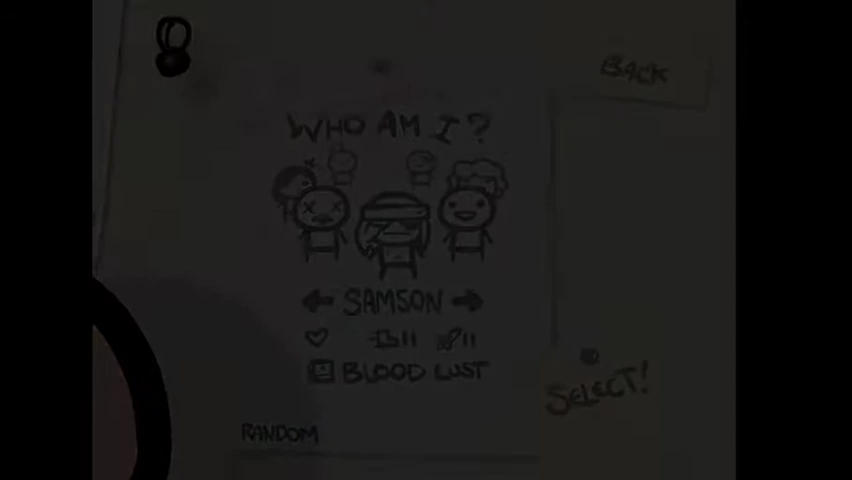 BACK
WHO AM I?
SAMSON
BLOOD LUST
SELECT!
RANDOM